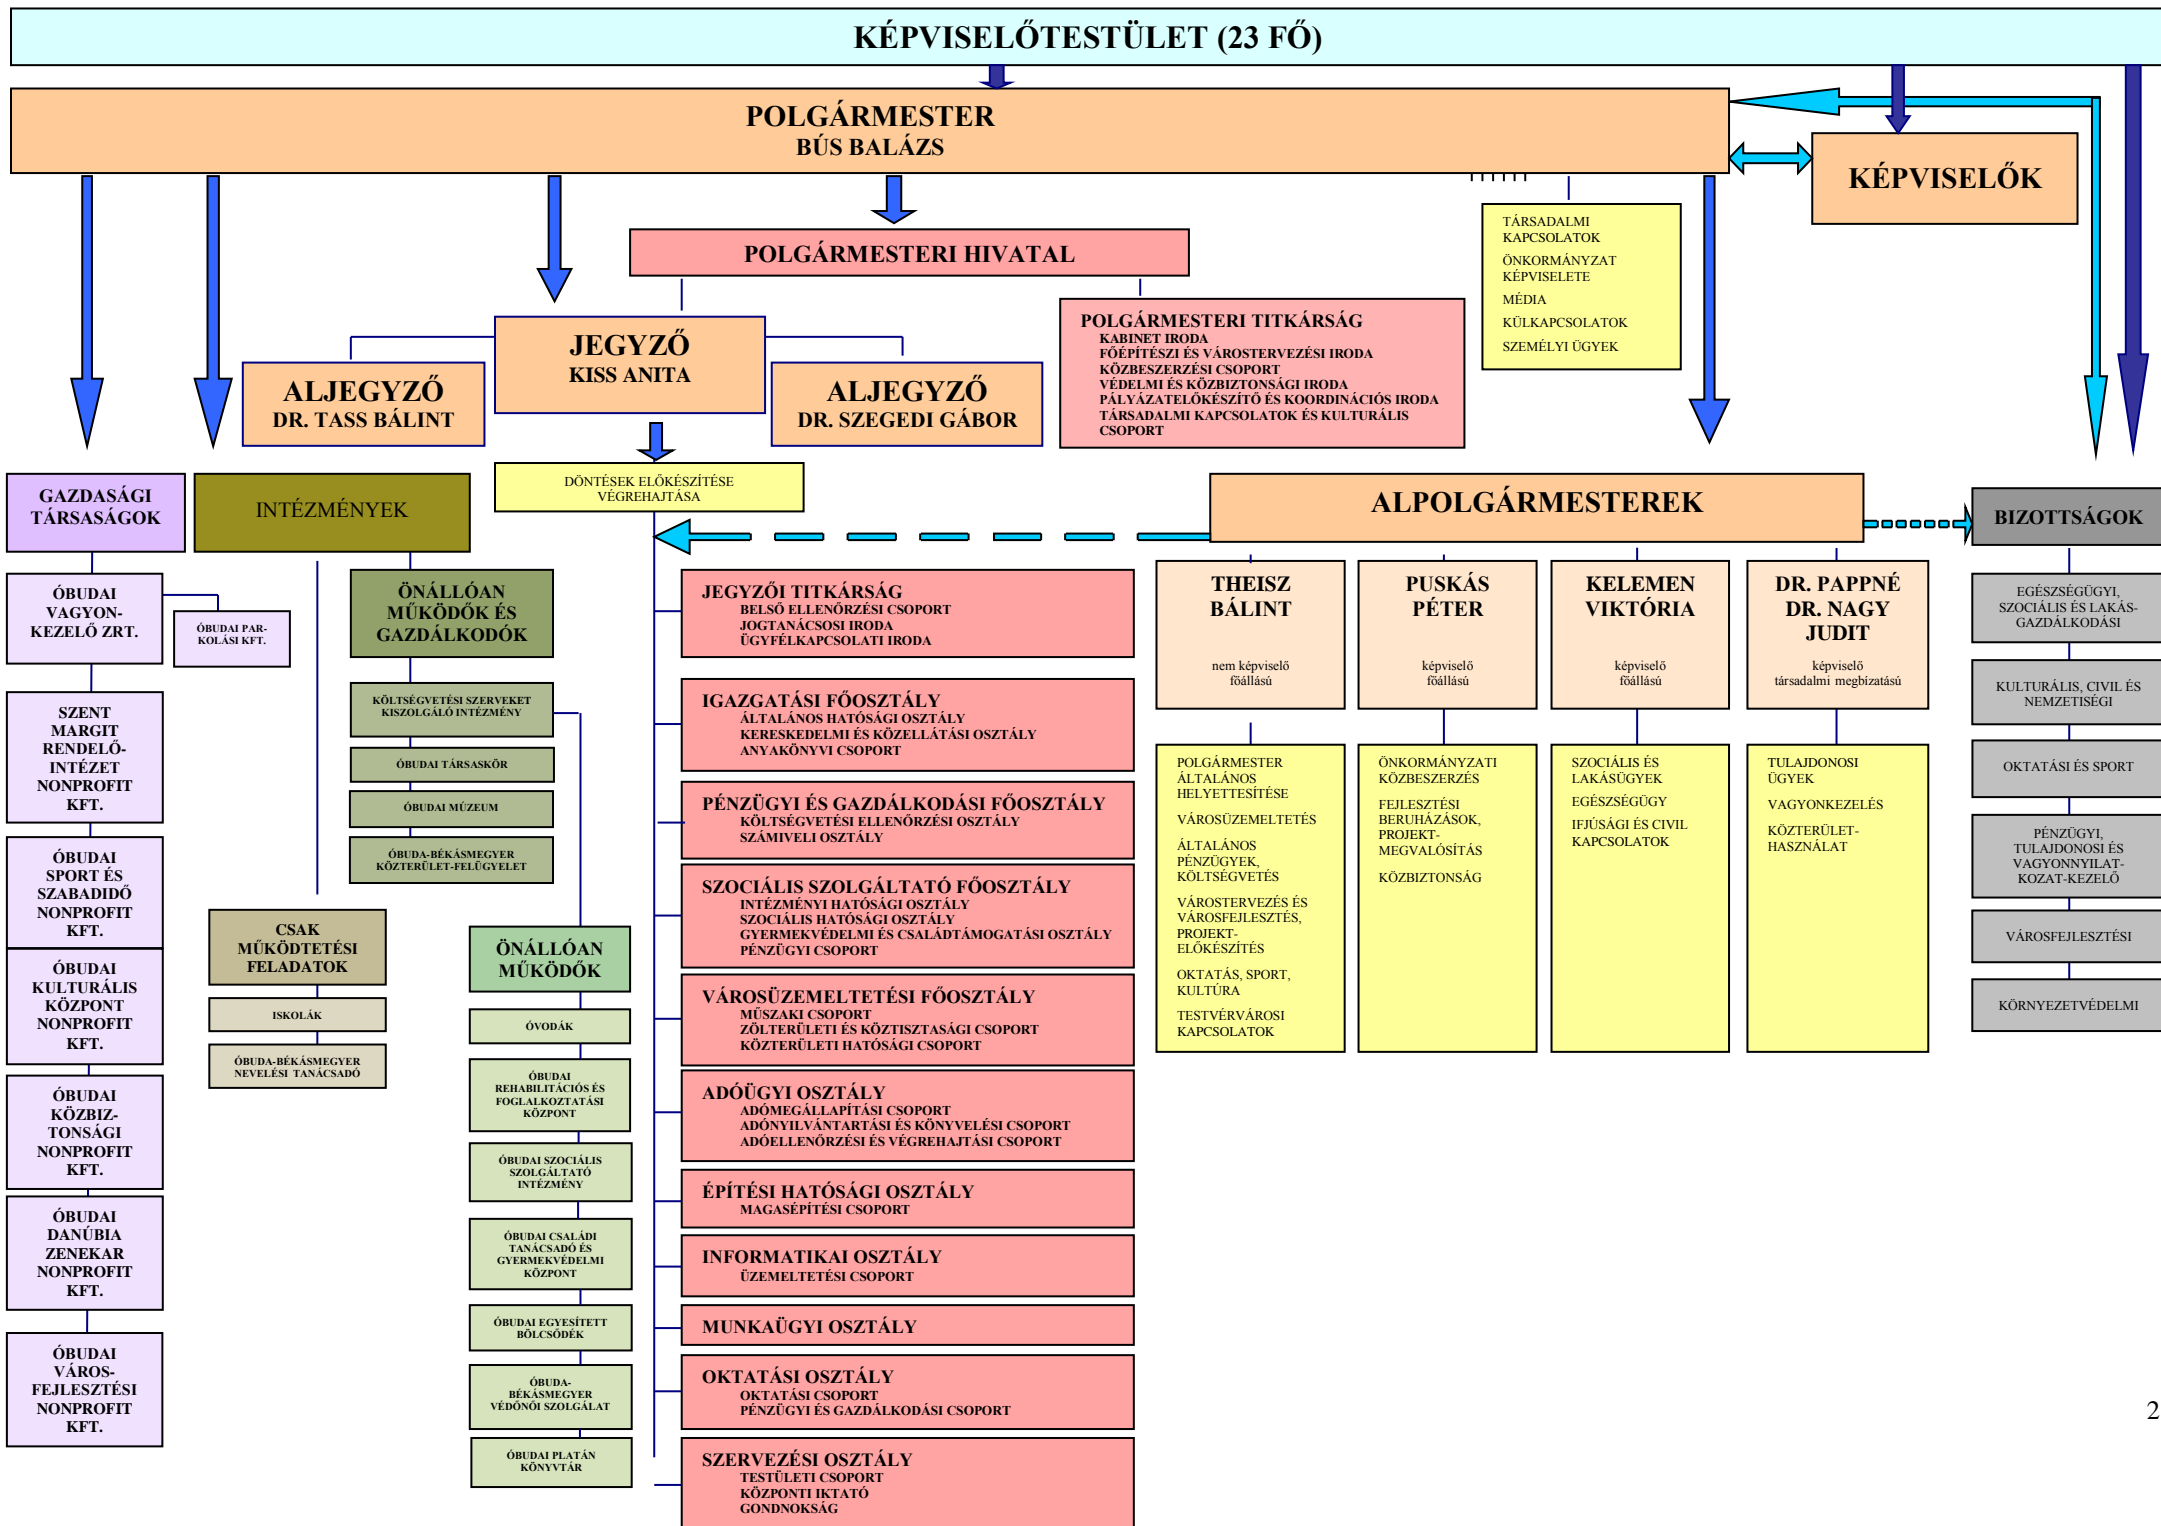 KÉPVISELŐTESTÜLET (23 FŐ)
POLGÁRMESTER
BÚS BALÁZS
KÉPVISELŐK
POLGÁRMESTERI HIVATAL
TÁRSADALMI
KAPCSOLATOK
ÖNKORMÁNYZAT
KÉPVISELETE
MÉDIA
KÜLKAPCSOLATOK
SZEMÉLYI ÜGYEK
JEGYZŐ
KISS ANITA
ALJEGYZŐ
DR. TASS BÁLINT
ALJEGYZŐ
DR. SZEGEDI GÁBOR
POLGÁRMESTERI TITKÁRSÁG
KABINET IRODA
FŐÉPÍTÉSZI ÉS VÁROSTERVEZÉSI IRODA
KÖZBESZERZÉSI CSOPORT
VÉDELMI ÉS KÖZBIZTONSÁGI IRODA
PÁLYÁZATELŐKÉSZÍTŐ ÉS KOORDINÁCIÓS IRODA
TÁRSADALMI KAPCSOLATOK ÉS KULTURÁLIS
CSOPORT
GAZDASÁGI
TÁRSASÁGOK
INTÉZMÉNYEK
DÖNTÉSEK ELŐKÉSZÍTÉSE
VÉGREHAJTÁSA
ALPOLGÁRMESTEREK
BIZOTTSÁGOK
ÓBUDAI
VAGYON-
KEZELŐ ZRT.
ÓBUDAI PAR-
KOLÁSI KFT.
SZENT
MARGIT
RENDELŐ-
INTÉZET
NONPROFIT
KFT.
ÓBUDAI
SPORT ÉS
SZABADIDŐ
NONPROFIT
KFT.
ÓBUDAI
KULTURÁLIS
KÖZPONT
NONPROFIT
KFT.
ÓBUDAI
KÖZBIZ-
TONSÁGI
NONPROFIT
KFT.
ÓBUDAI
DANÚBIA
ZENEKAR
NONPROFIT
KFT.
ÓBUDAI
VÁROS-
FEJLESZTÉSI
NONPROFIT
KFT.
ÖNÁLLÓAN
MŰKÖDŐK ÉS
GAZDÁLKODÓK
KÖLTSÉGVETÉSI SZERVEKET
KISZOLGÁLÓ INTÉZMÉNY
ÓBUDAI TÁRSASKÖR
ÓBUDAI MÚZEUM
ÓBUDA-BÉKÁSMEGYER
KÖZTERÜLET-FELÜGYELET
CSAK
MŰKÖDTETÉSI
FELADATOK
ISKOLÁK
ÓBUDA-BÉKÁSMEGYER
NEVELÉSI TANÁCSADÓ
ÖNÁLLÓAN
MŰKÖDŐK
ÓVODÁK
ÓBUDAI
REHABILITÁCIÓS ÉS
FOGLALKOZTATÁSI
KÖZPONT
ÓBUDAI SZOCIÁLIS
SZOLGÁLTATÓ
INTÉZMÉNY
ÓBUDAI CSALÁDI
TANÁCSADÓ ÉS
GYERMEKVÉDELMI
KÖZPONT
ÓBUDAI EGYESÍTETT
BÖLCSŐDÉK
ÓBUDA-
BÉKÁSMEGYER
VÉDŐNŐI SZOLGÁLAT
ÓBUDAI PLATÁN
KÖNYVTÁR
JEGYZŐI TITKÁRSÁG
BELSŐ ELLENŐRZÉSI CSOPORT
JOGTANÁCSOSI IRODA
ÜGYFÉLKAPCSOLATI IRODA
IGAZGATÁSI FŐOSZTÁLY
ÁLTALÁNOS HATÓSÁGI OSZTÁLY
KERESKEDELMI ÉS KÖZELLÁTÁSI OSZTÁLY
ANYAKÖNYVI CSOPORT
PÉNZÜGYI ÉS GAZDÁLKODÁSI FŐOSZTÁLY
KÖLTSÉGVETÉSI ELLENŐRZÉSI OSZTÁLY
SZÁMIVELI OSZTÁLY
SZOCIÁLIS SZOLGÁLTATÓ FŐOSZTÁLY
INTÉZMÉNYI HATÓSÁGI OSZTÁLY
SZOCIÁLIS HATÓSÁGI OSZTÁLY
GYERMEKVÉDELMI ÉS CSALÁDTÁMOGATÁSI OSZTÁLY
PÉNZÜGYI CSOPORT
VÁROSÜZEMELTETÉSI FŐOSZTÁLY
MŰSZAKI CSOPORT
ZÖLTERÜLETI ÉS KÖZTISZTASÁGI CSOPORT
KÖZTERÜLETI HATÓSÁGI CSOPORT
ADÓÜGYI OSZTÁLY
ADÓMEGÁLLAPÍTÁSI CSOPORT
ADÓNYILVÁNTARTÁSI ÉS KÖNYVELÉSI CSOPORT
ADÓELLENŐRZÉSI ÉS VÉGREHAJTÁSI CSOPORT
ÉPÍTÉSI HATÓSÁGI OSZTÁLY
MAGASÉPÍTÉSI CSOPORT
INFORMATIKAI OSZTÁLY
ÜZEMELTETÉSI CSOPORT
MUNKAÜGYI OSZTÁLY
OKTATÁSI OSZTÁLY
OKTATÁSI CSOPORT
PÉNZÜGYI ÉS GAZDÁLKODÁSI CSOPORT
SZERVEZÉSI OSZTÁLY
TESTÜLETI CSOPORT
KÖZPONTI IKTATÓ
GONDNOKSÁG
THEISZ
BÁLINT
nem képviselő
főállású
POLGÁRMESTER
ÁLTALÁNOS
HELYETTESÍTÉSE
VÁROSÜZEMELTETÉS
ÁLTALÁNOS
PÉNZÜGYEK,
KÖLTSÉGVETÉS
VÁROSTERVEZÉS ÉS
VÁROSFEJLESZTÉS,
PROJEKT-
ELŐKÉSZÍTÉS
OKTATÁS, SPORT,
KULTÚRA
TESTVÉRVÁROSI
KAPCSOLATOK
PUSKÁS
PÉTER
képviselő
főállású
ÖNKORMÁNYZATI
KÖZBESZERZÉS
FEJLESZTÉSI
BERUHÁZÁSOK,
PROJEKT-
MEGVALÓSÍTÁS
KÖZBIZTONSÁG
KELEMEN
VIKTÓRIA
képviselő
főállású
SZOCIÁLIS ÉS
LAKÁSÜGYEK
EGÉSZSÉGÜGY
IFJÚSÁGI ÉS CIVIL
KAPCSOLATOK
DR. PAPPNÉ
DR. NAGY
JUDIT
képviselő
társadalmi megbízatású
TULAJDONOSI
ÜGYEK
VAGYONKEZELÉS
KÖZTERÜLET-
HASZNÁLAT
EGÉSZSÉGÜGYI,
SZOCIÁLIS ÉS LAKÁS-
GAZDÁLKODÁSI
KULTURÁLIS, CIVIL ÉS
NEMZETISÉGI
OKTATÁSI ÉS SPORT
PÉNZÜGYI,
TULAJDONOSI ÉS
VAGYONNYILAT-
KOZAT-KEZELŐ
VÁROSFEJLESZTÉSI
KÖRNYEZETVÉDELMI
2